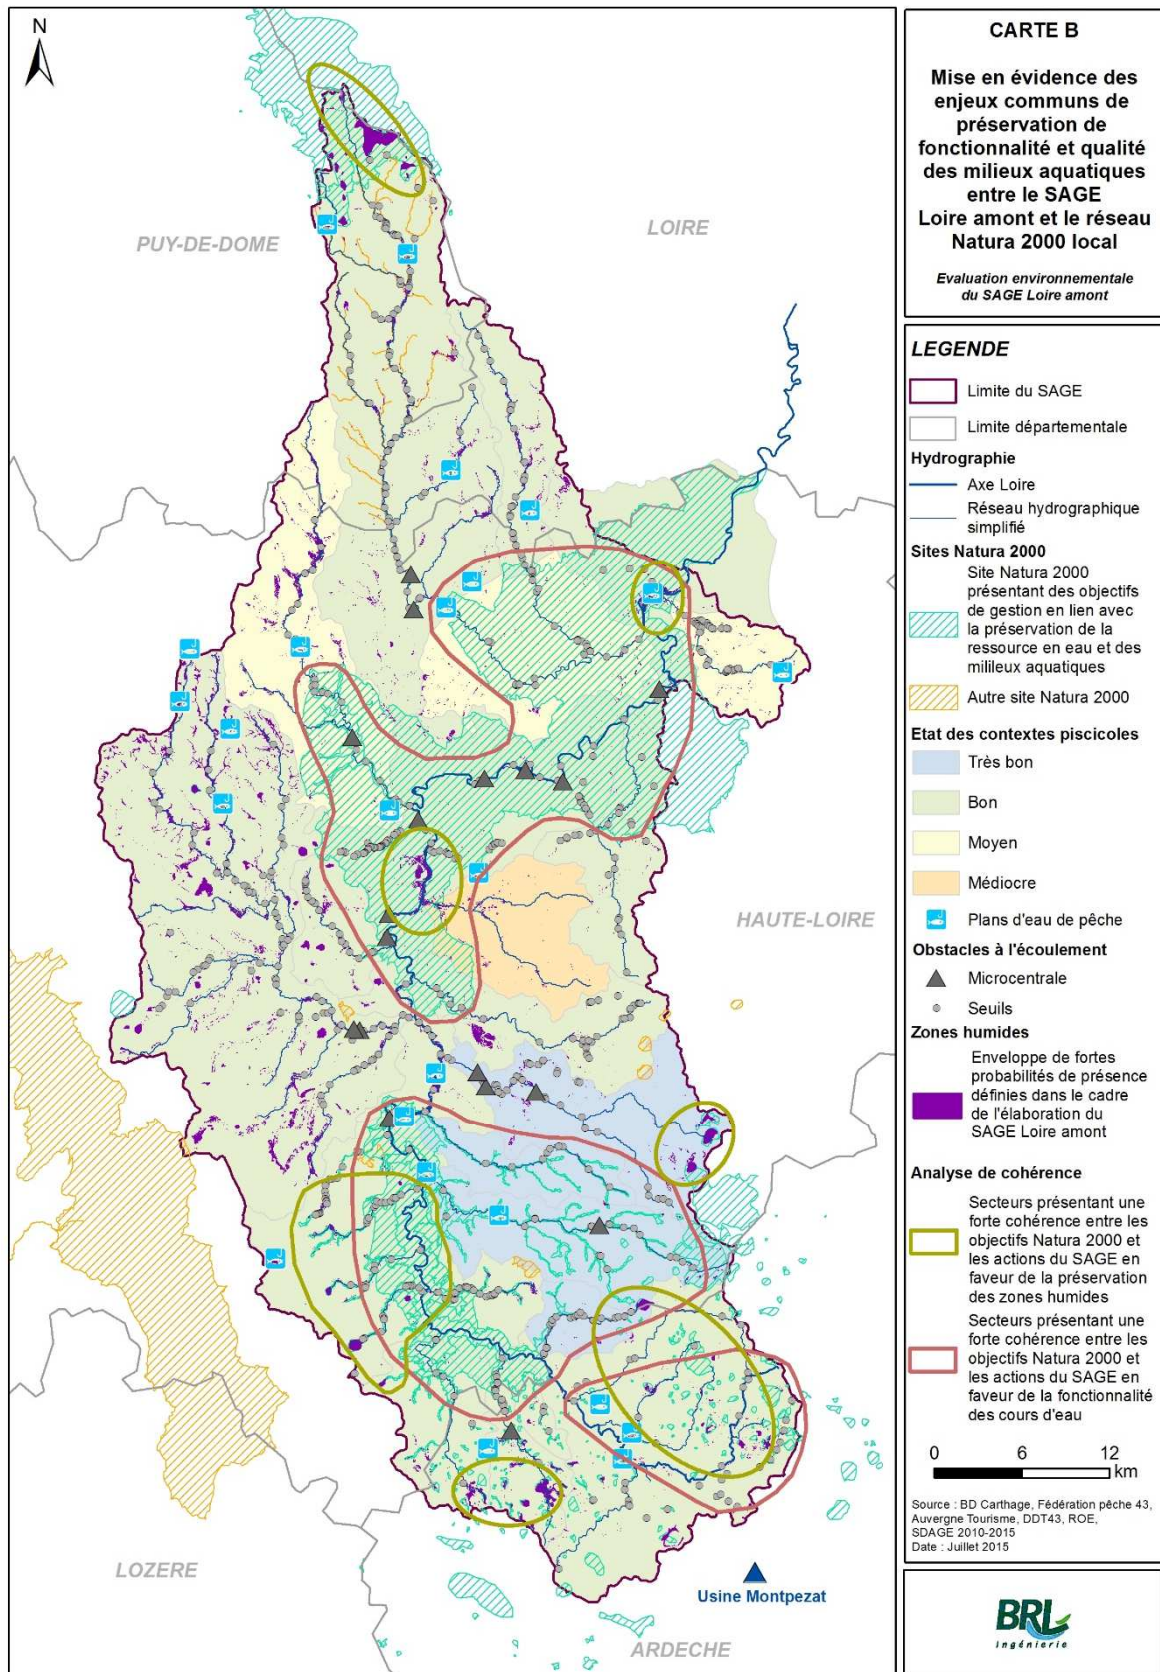 N
PUY-DE-DOME
LOIRE
HAUTE-LOIRE
LOZERE
ARDECHE
Usine Montpezat
CARTE B
Mise en évidence des
enjeux communs de
préservation de
fonctionnalité et qualité
des milieux aquatiques
entre le SAGE
Loire amont et le réseau
Natura 2000 local
Evaluation environnementale
du SAGE Loire amont
LEGENDE
Limite du SAGE
Limite départementale
Hydrographie
Axe Loire
Réseau hydrographique
simplifié
Sites Natura 2000
Site Natura 2000
présentant des objectifs
de gestion en lien avec
la préservation de la
ressource en eau et des
milileux aquatiques
Autre site Natura 2000
Etat des contextes piscicoles
Très bon
Bon
Moyen
Médiocre
Plans d'eau de pêche
Obstacles à l'écoulement
Microcentrale
Seuils
Zones humides
Enveloppe de fortes
probabilités de présence
définies dans le cadre
de l'élaboration du
SAGE Loire amont
Analyse de cohérence
Secteurs présentant une
forte cohérence entre les
objectifs Natura 2000 et
les actions du SAGE en
faveur de la préservation
des zones humides
Secteurs présentant une
forte cohérence entre les
objectifs Natura 2000 et
les actions du SAGE en
faveur de la fonctionnalité
des cours d'eau
0 6 12
km
Source : BD Carthage, Fédération pêche 43,
Auvergne Tourisme, DDT43, ROE,
SDAGE 2010-2015
Date : Juillet 2015
BRL
Ingénierie